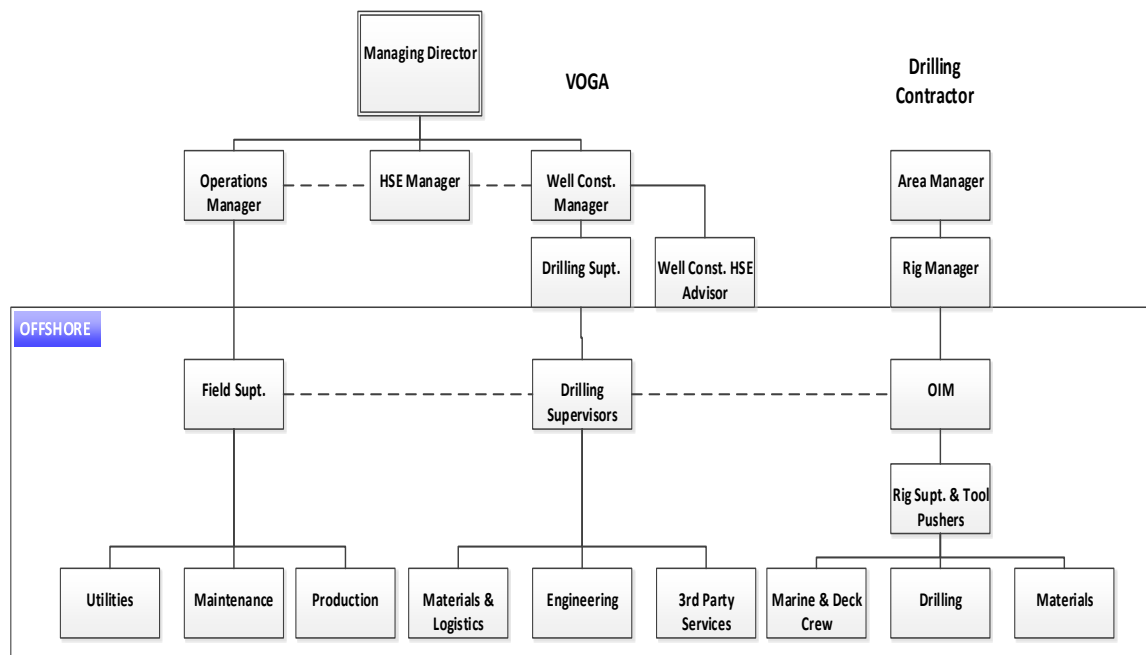 Managing Director
VOGA
Drilling
Contractor
Operations
Manager
HSE Manager
Well Const.
Manager
Area Manager
Drilling Supt.
Well Const. HSE
Advisor
Rig Manager
OFFSHORE
Field Supt.
Drilling
Supervisors
OIM
Rig Supt. & Tool
Pushers
Utilities
Maintenance
Production
Materials &
Logistics
Engineering
3rd Party
Services
Marine & Deck
Crew
Drilling
Materials